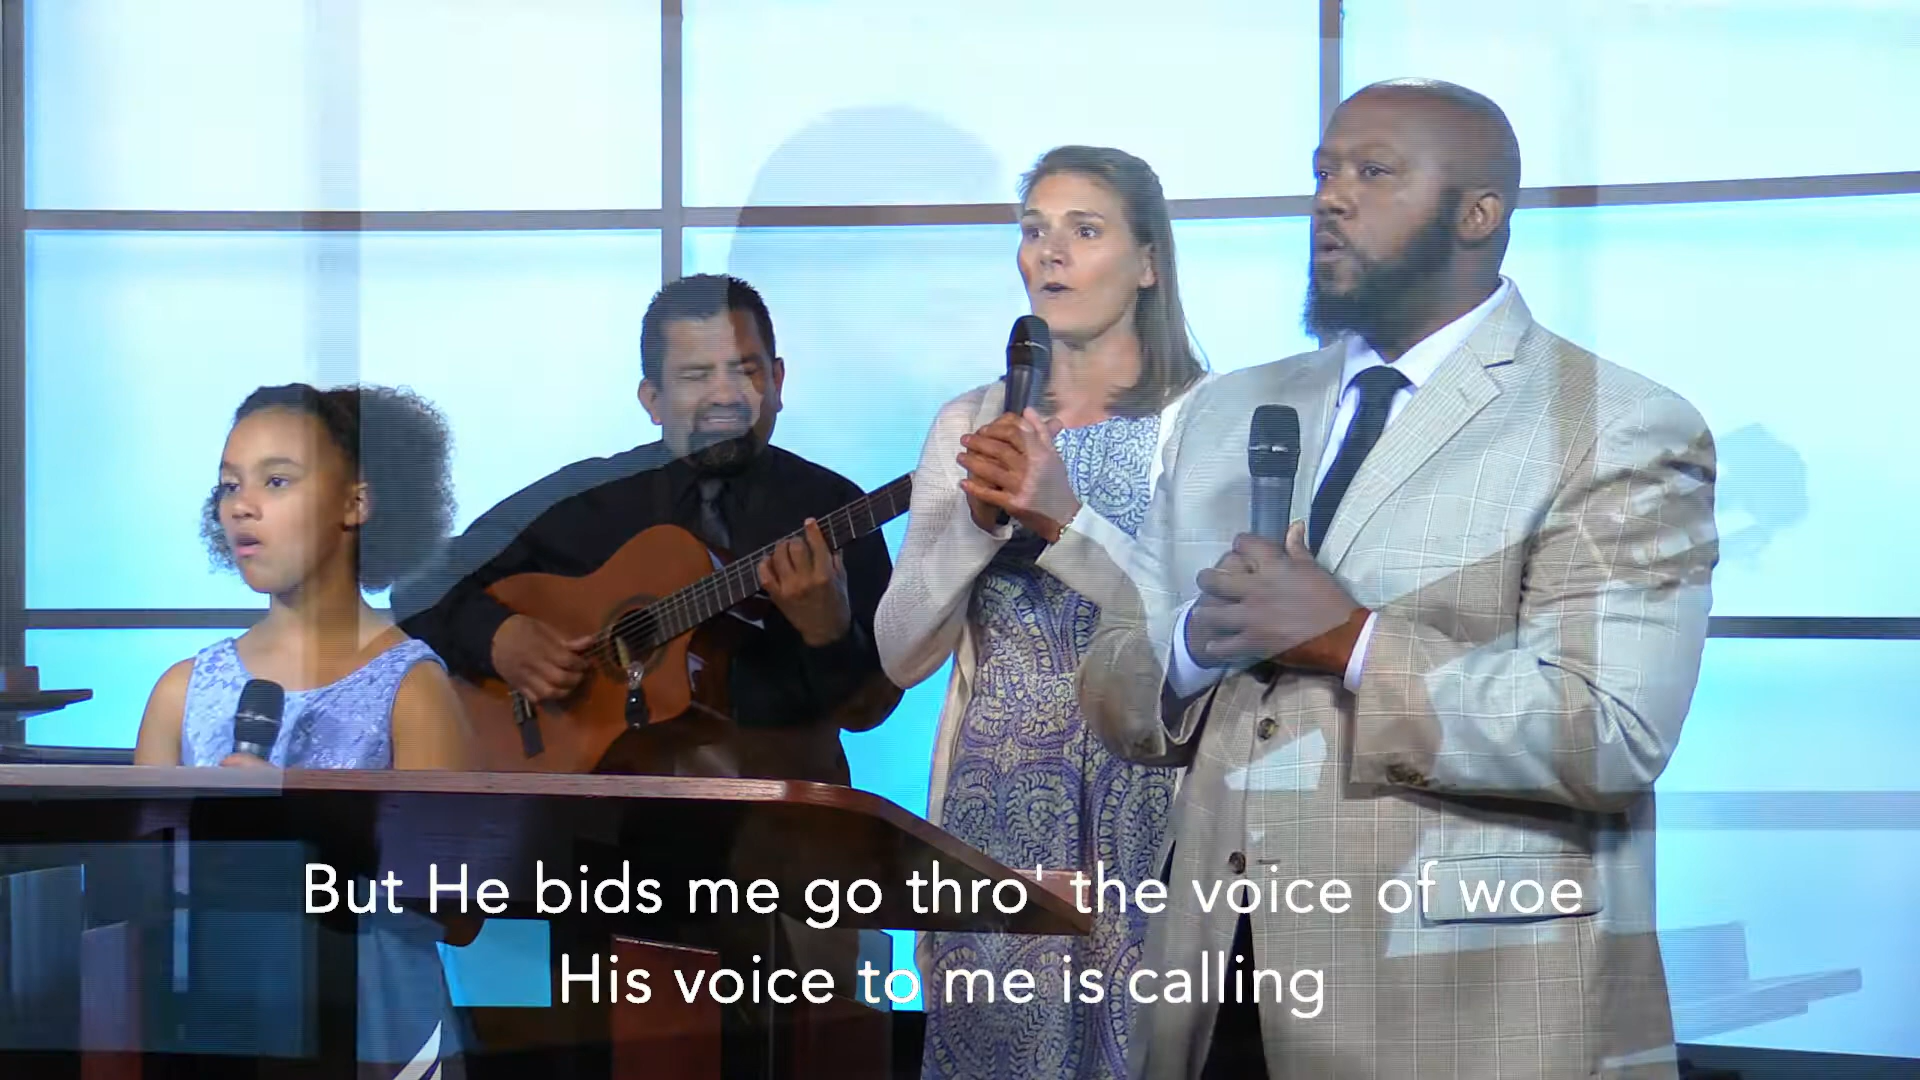 But He bids me go thro' the voice of woe
His voice to me is calling